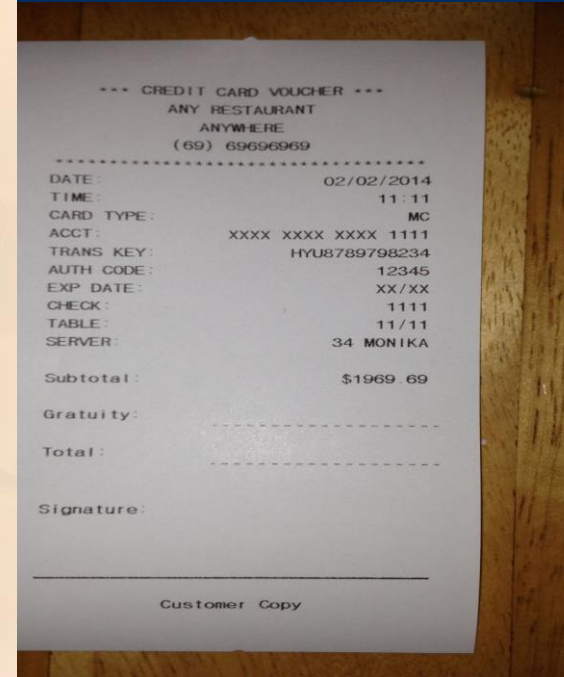 *** CREDIT CARD VOUCHER ***
ANY RESTAURANT
ANYWHERE
(69) 69696969
***********************************
DATE: 02/02/2014
TIME: 11:11
CARD TYPE: MC
ACCT: XXXX XXXX XXXX 1111
TRANS KEY: HYU8789798234
AUTH CODE: 12345
EXP DATE: XX/XX
CHECK: 1111
TABLE: 11/11
SERVER: 34 MONIKA
Subtotal: $1969.69
Gratuity:
Total:
Signature:
Customer Copy